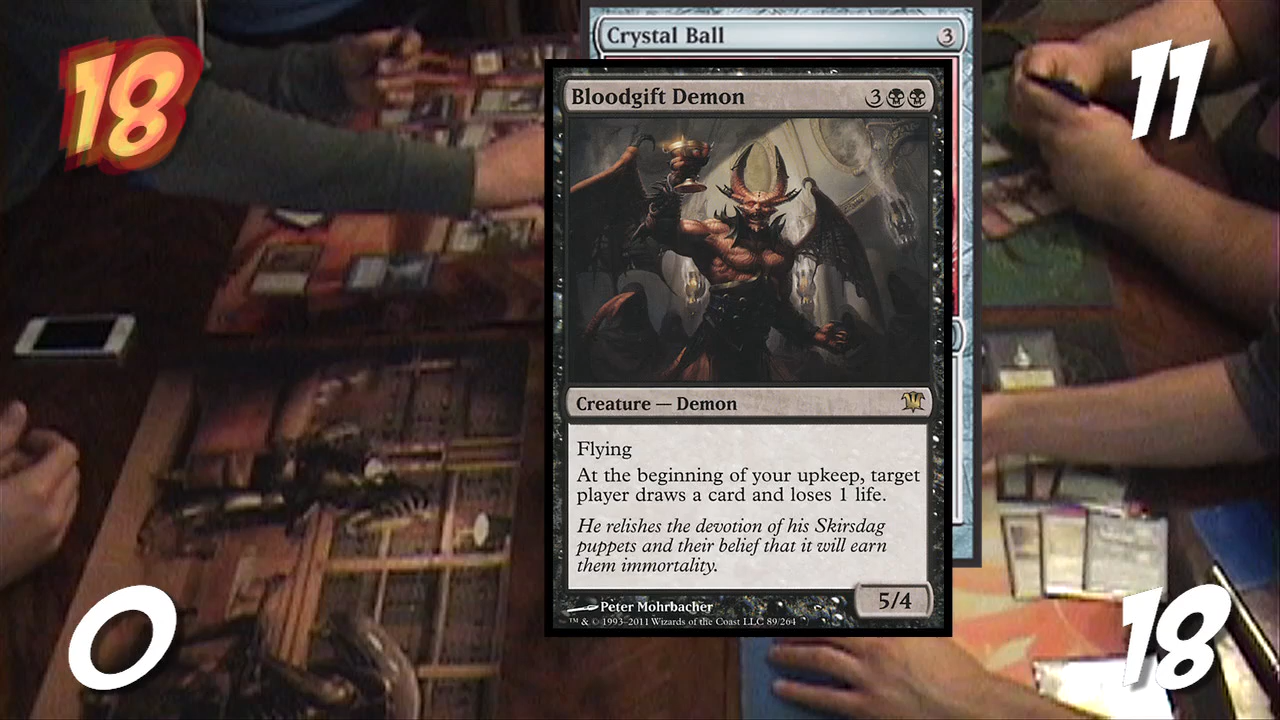 Crystal Ball 3
18
11
Bloodgift Demon 3
Creature — Demon
Flying
At the beginning of your upkeep, target
player draws a card and loses 1 life.
He relishes the devotion of his Skirsdag
puppets and their belief that it will earn
them immortality.
5/4
Peter Mohrbacher
™ & © 1993–2011 Wizards of the Coast LLC 89/264
0
18